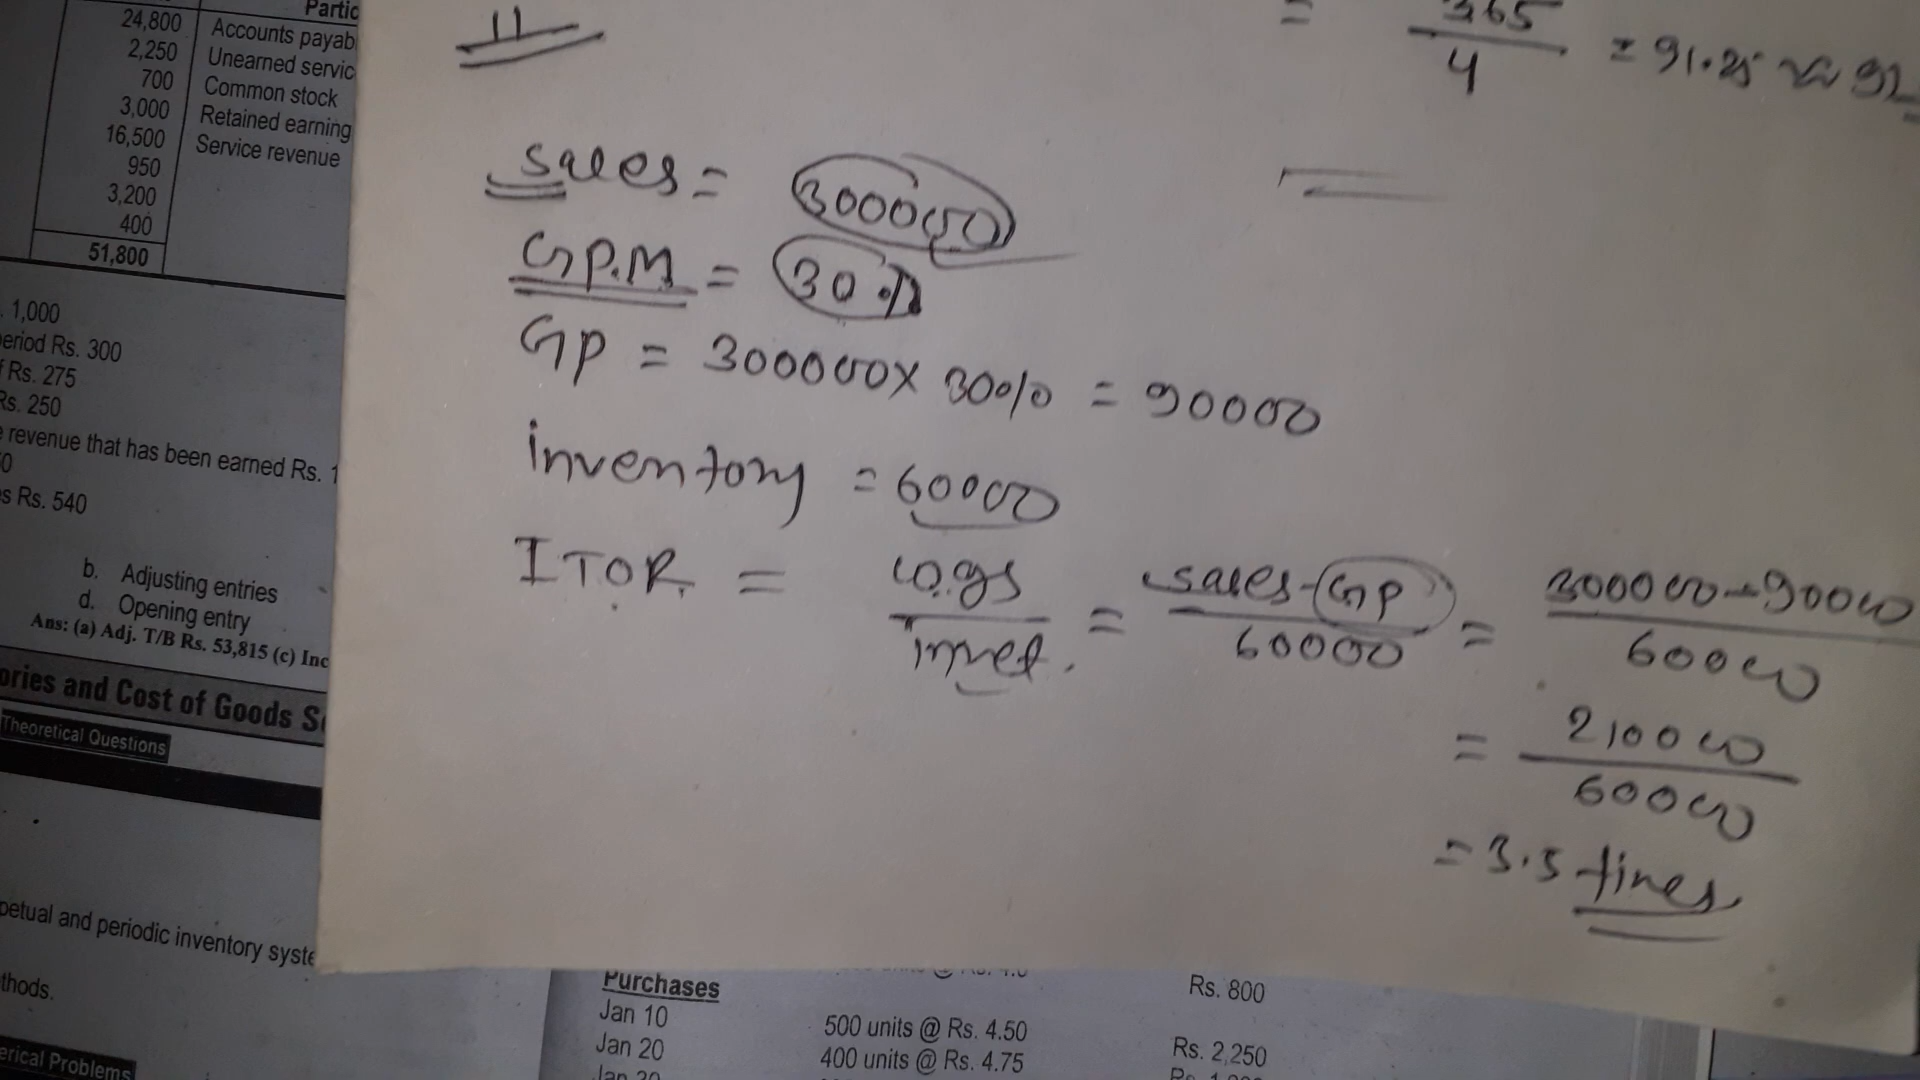 Partic
24,800 Accounts payab
2,250 Unearned servic
700 Common stock
3,000 Retained earning
16,500 Service revenue
950
3,200
400
51,800
1,000
eriod Rs. 300
f Rs. 275
Rs. 250
e revenue that has been earned Rs. 1
0
s Rs. 540
b. Adjusting entries
d. Opening entry
Ans: (a) Adj. T/B Rs. 53,815 (c) Inc
ories and Cost of Goods S
Theoretical Questions
petual and periodic inventory syste
thods.
erical Problems
11
= 365/4 = 91.25 92
Sales = 300000
G.P.M = 30%
GP = 300000 x 30% = 90000
inventory = 60000
ITOR = cogs/invet. = sales-GP/60000 = 300000-90000/60000
= 210000/60000
= 3.5 times
Purchases Rs. 800
Jan 10 500 units @ Rs. 4.50 Rs. 2,250
Jan 20 400 units @ Rs. 4.75